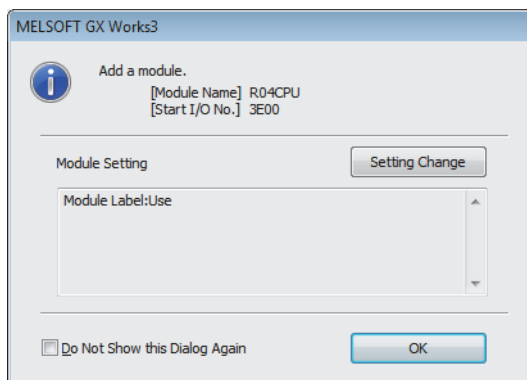 MELSOFT GX Works3
Add a module.
[Module Name] R04CPU
[Start I/O No.] 3E00
Module Setting
Setting Change
Module Label:Use
Do Not Show this Dialog Again
OK